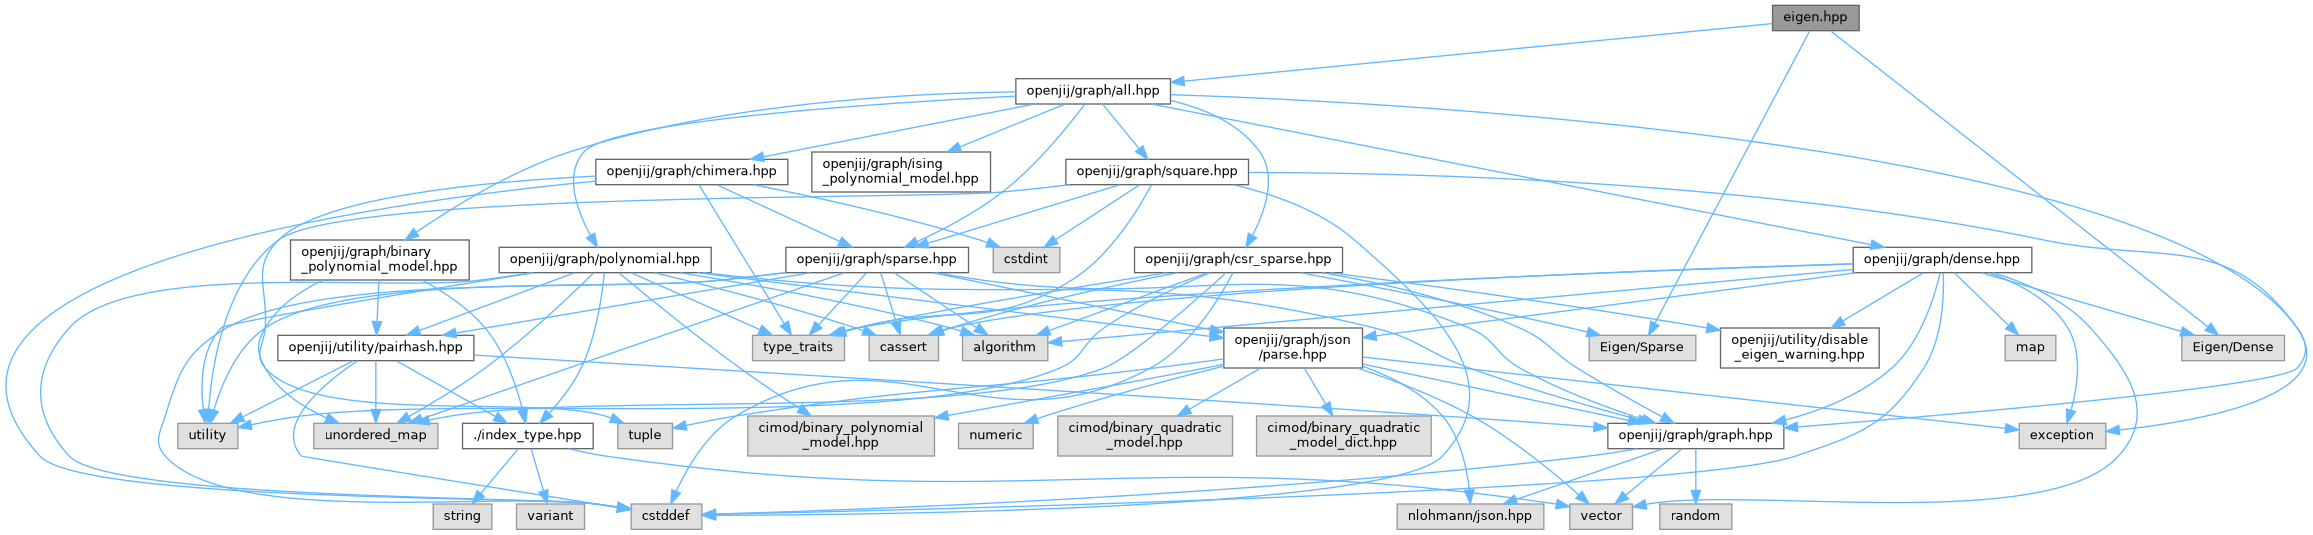 eigen.hpp
openjij/graph/all.hpp
openjij/graph/chimera.hpp
openjij/graph/ising
_polynomial_model.hpp
openjij/graph/square.hpp
openjij/graph/binary
_polynomial_model.hpp
openjij/graph/polynomial.hpp
openjij/graph/sparse.hpp
cstdint
openjij/graph/csr_sparse.hpp
openjij/graph/dense.hpp
openjij/utility/pairhash.hpp
type_traits
cassert
algorithm
openjij/graph/json
/parse.hpp
Eigen/Sparse
openjij/utility/disable
_eigen_warning.hpp
map
Eigen/Dense
utility
unordered_map
./index_type.hpp
tuple
cimod/binary_polynomial
_model.hpp
numeric
cimod/binary_quadratic
_model.hpp
cimod/binary_quadratic
_model_dict.hpp
openjij/graph/graph.hpp
exception
string
variant
cstddef
nlohmann/json.hpp
vector
random